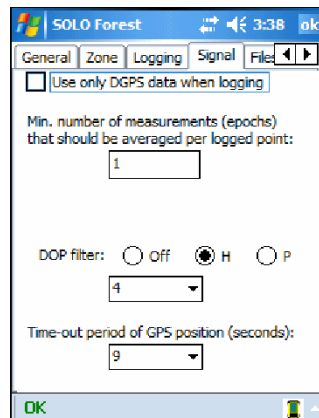 SOLO Forest 3:38 ok
General Zone Logging Signal Files
Use only DGPS data when logging
Min. number of measurements (epochs)
that should be averaged per logged point:
1
DOP filter: Off H P
4
Time-out period of GPS position (seconds):
9
OK